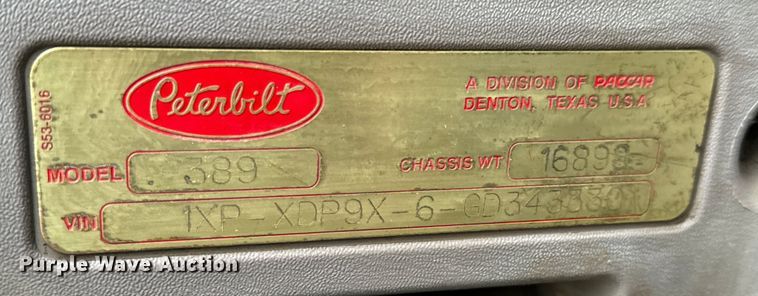 S53-6016
Peterbilt
A DIVISION OF PACCAR
DENTON, TEXAS U.S.A.
MODEL 389
CHASSIS WT
VIN
Purple Wave Auction